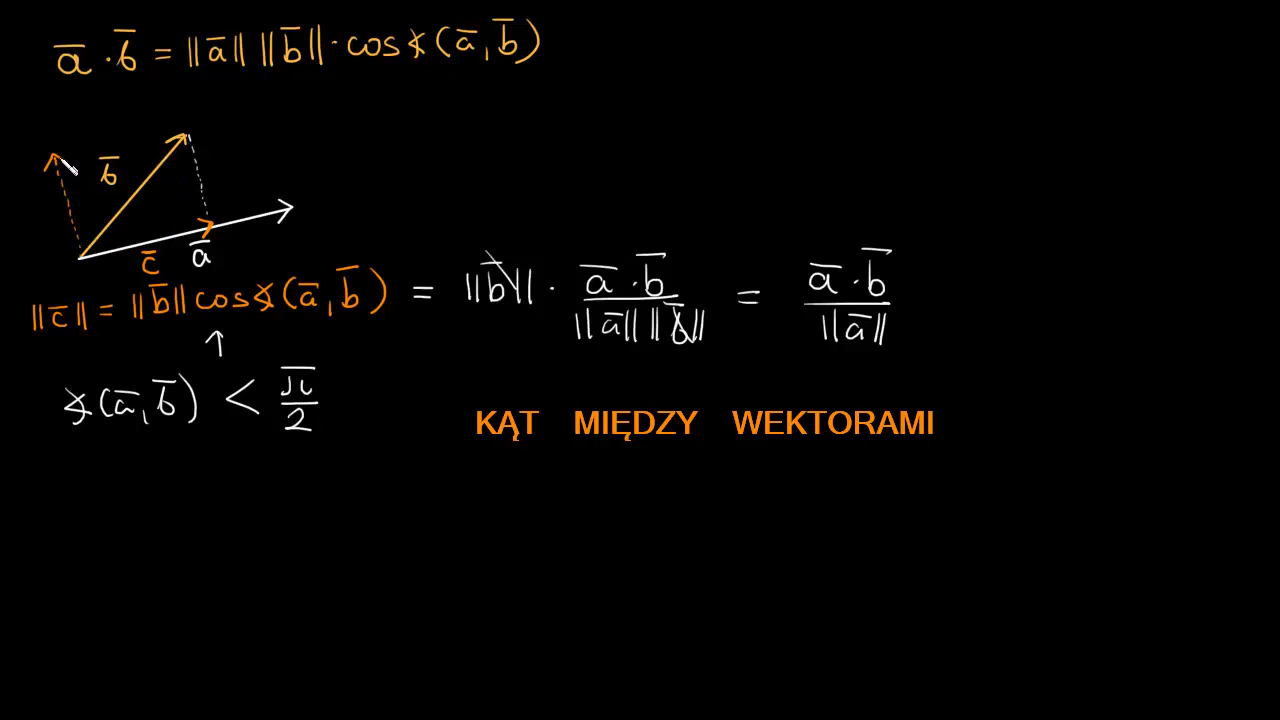 a̅ · b̅ = ||a̅|| ||b̅|| · cos∡(a̅, b̅)
b̅
c̅ a̅
||c̅|| = ||b̅|| cos∡(a̅, b̅) = ||b̅|| · (a̅ · b̅)/(||a̅|| ||b̅||) = (a̅ · b̅)/||a̅||
↑
∡(a̅, b̅) < π/2
KĄT MIĘDZY WEKTORAMI